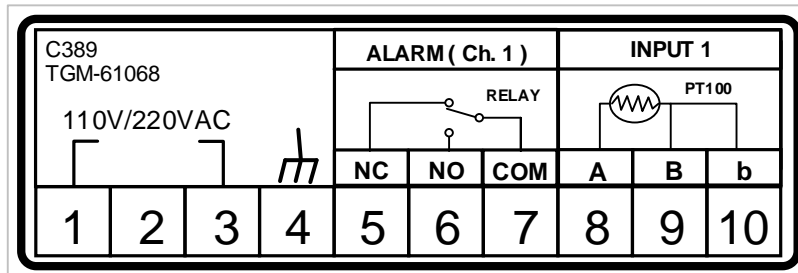 C389
TGM-61068
110V/220VAC
ALARM ( Ch. 1 )
RELAY
INPUT 1
PT100
NC NO COM A B b
1 2 3 4 5 6 7 8 9 10